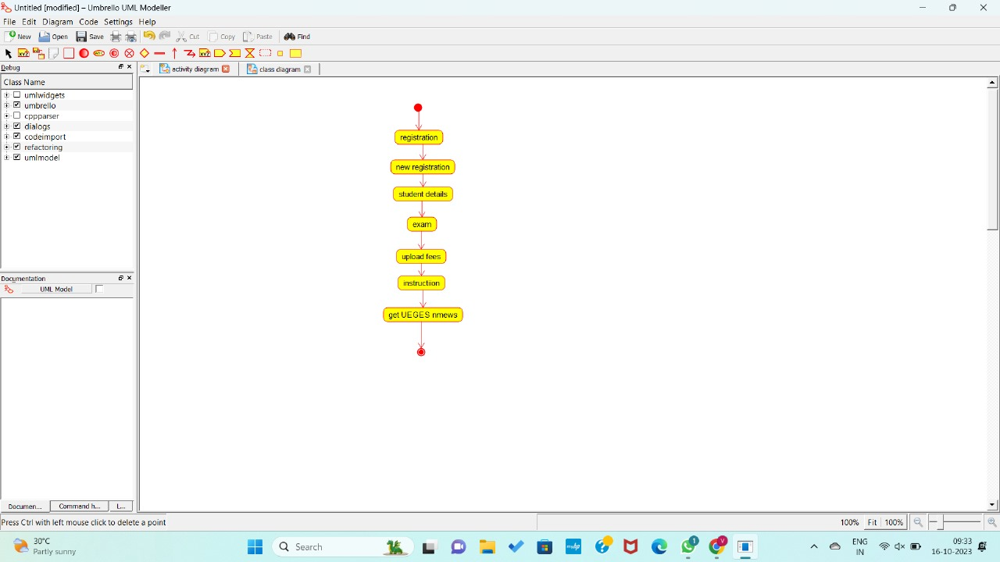 Untitled [modified] – Umbrello UML Modeller
File Edit Diagram Code Settings Help
New Open Save Cut Copy Paste Find
Debug
activity diagram class diagram
Class Name
umlwidgets
umbrello
cppparser
dialogs
codeimport
refactoring
umlmodel
registration
new registration
student details
exam
upload fees
instructiion
get UEGES nmews
Documentation
UML Model
Documen... Command h... L...
Press Ctrl with left mouse click to delete a point
100% Fit 100%
30°C
Partly sunny
Search
1
V
ENG
IN
09:33
16-10-2023